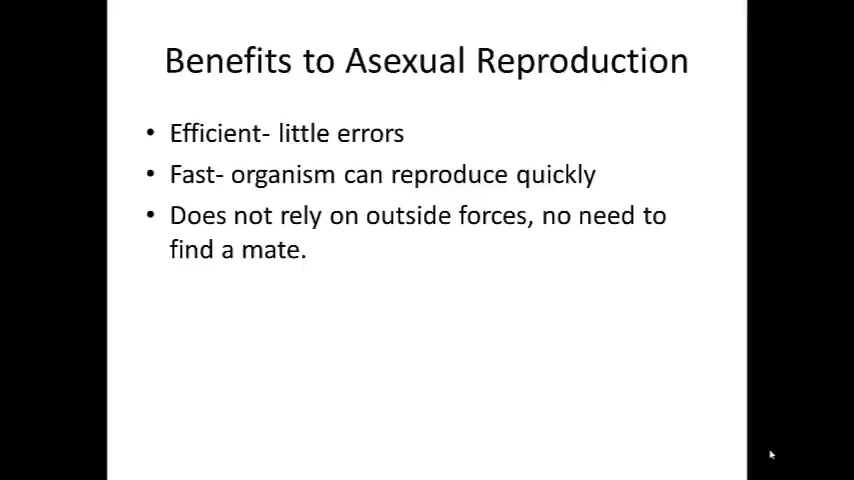 Benefits to Asexual Reproduction
• Efficient- little errors
• Fast- organism can reproduce quickly
• Does not rely on outside forces, no need to
find a mate.